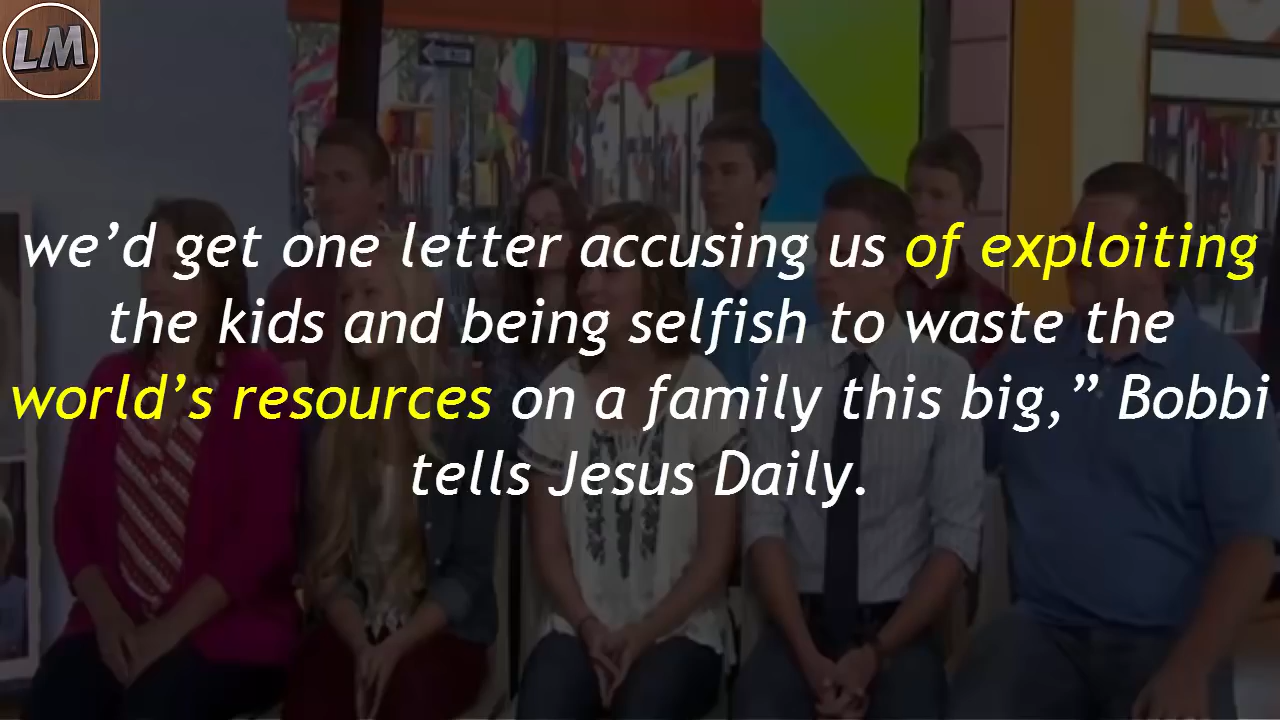 LM
we’d get one letter accusing us of exploiting
the kids and being selfish to waste the
world’s resources on a family this big,” Bobbi
tells Jesus Daily.